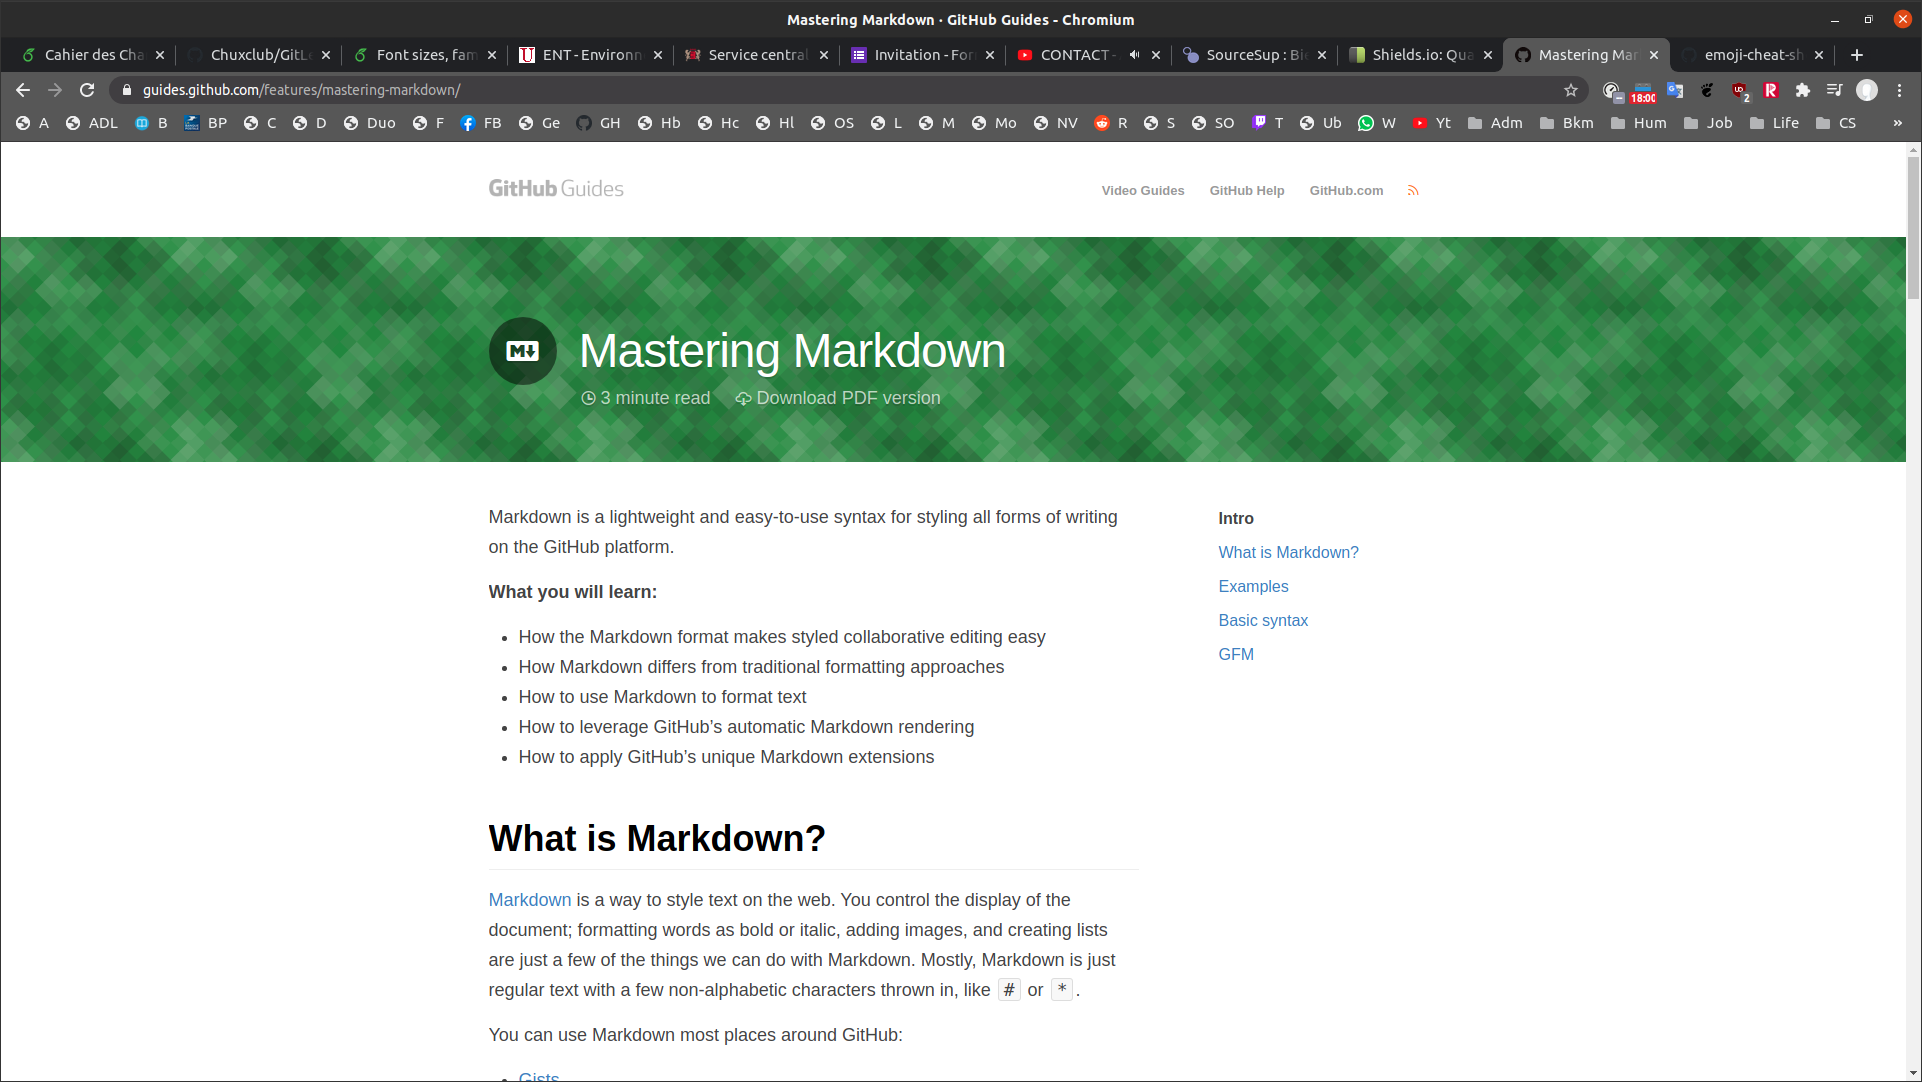 Mastering Markdown · GitHub Guides - Chromium
Cahier des Cha
Chuxclub/GitLe
Font sizes, fam
ENT - Environn
Service central
Invitation - For
CONTACT -
SourceSup : Bie
Shields.io: Qua
Mastering Mar
emoji-cheat-sh
guides.github.com/features/mastering-markdown/
18:00
2
A ADL B BP C D Duo F FB Ge GH Hb Hc Hl OS L M Mo NV R S SO T Ub W Yt Adm Bkm Hum Job Life CS »
GitHub Guides
Video Guides GitHub Help GitHub.com
Mastering Markdown
3 minute read Download PDF version
Markdown is a lightweight and easy-to-use syntax for styling all forms of writing
on the GitHub platform.
What you will learn:
• How the Markdown format makes styled collaborative editing easy
• How Markdown differs from traditional formatting approaches
• How to use Markdown to format text
• How to leverage GitHub’s automatic Markdown rendering
• How to apply GitHub’s unique Markdown extensions
Intro
What is Markdown?
Examples
Basic syntax
GFM
What is Markdown?
Markdown is a way to style text on the web. You control the display of the
document; formatting words as bold or italic, adding images, and creating lists
are just a few of the things we can do with Markdown. Mostly, Markdown is just
regular text with a few non-alphabetic characters thrown in, like # or *.
You can use Markdown most places around GitHub:
• Gists